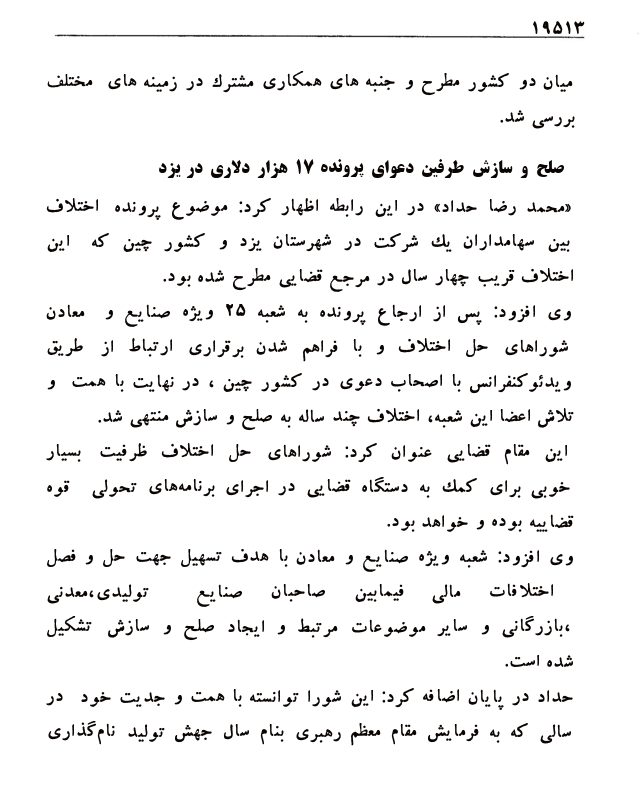 ۱۹۵۱۳
میان دو کشور مطرح و جنبه های همکاری مشترك در زمینه های مختلف
بررسی شد.
صلح و سازش طرفین دعوای پرونده ۱۷ هزار دلاری در یزد
«محمد رضا حداد» در این رابطه اظهار کرد: موضوع پرونده اختلاف
بین سهامداران یك شرکت در شهرستان یزد و کشور چین که این
اختلاف قریب چهار سال در مرجع قضایی مطرح شده بود.
وی افزود: پس از ارجاع پرونده به شعبه ۲۵ ویژه صنایع و معادن
شوراهای حل اختلاف و با فراهم شدن برقراری ارتباط از طریق
ویدئوکنفرانس با اصحاب دعوی در کشور چین ، در نهایت با همت و
تلاش اعضا این شعبه، اختلاف چند ساله به صلح و سازش منتهی شد.
این مقام قضایی عنوان کرد: شوراهای حل اختلاف ظرفیت بسیار
خوبی برای کمك به دستگاه قضایی در اجرای برنامه‌های تحولی قوه
قضاییه بوده و خواهد بود.
وی افزود: شعبه ویژه صنایع و معادن با هدف تسهیل جهت حل و فصل
اختلافات مالی فیمابین صاحبان صنایع تولیدی،معدنی
،بازرگانی و سایر موضوعات مرتبط و ایجاد صلح و سازش تشکیل
شده است.
حداد در پایان اضافه کرد: این شورا توانسته با همت و جدیت خود در
سالی که به فرمایش مقام معظم رهبری بنام سال جهش تولید نام‌گذاری